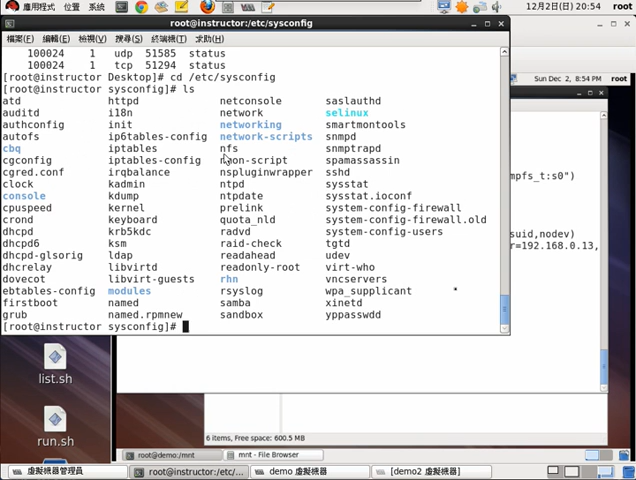 應用程式 位置 系統
12月2日(日) 20:54 root
root@instructor:/etc/sysconfig
檔案(F) 編輯(E) 檢視(V) 搜尋(S) 終端機(T) 求助(H)
100024 1 udp 51585 status
100024 1 tcp 51294 status
[root@instructor Desktop]# cd /etc/sysconfig
[root@instructor sysconfig]# ls
atd httpd netconsole saslauthd
auditd i18n network selinux
authconfig init networking smartmontools
autofs ip6tables-config network-scripts snmpd
cbq iptables nfs snmptrapd
cgconfig iptables-config spamassassin
cgred.conf irqbalance nspluginwrapper sshd
clock kadmin ntpd sysstat
console kdump ntpdate sysstat.ioconf
cpuspeed kernel prelink system-config-firewall
crond keyboard quota_nld system-config-firewall.old
dhcpd krb5kdc radvd system-config-users
dhcpd6 ksm raid-check tgtd
dhcpd-glsorig ldap readahead udev
dhcrelay libvirtd readonly-root virt-who
dovecot libvirt-guests rhn vncservers
ebtables-config modules rsyslog wpa_supplicant
firstboot named samba xinetd
grub named.rpmnew sandbox yppasswdd
[root@instructor sysconfig]#
Sun Dec 2, 8:54 PM root
mpfs_t:s0")
suid,nodev)
r=192.168.0.13,
list.sh
run.sh
6 items, Free space: 600.5 MB
root@demo:/mnt mnt - File Browser
虛擬機器管理員 root@instructor:/etc/... demo 虛擬機器 [demo2 虛擬機器]